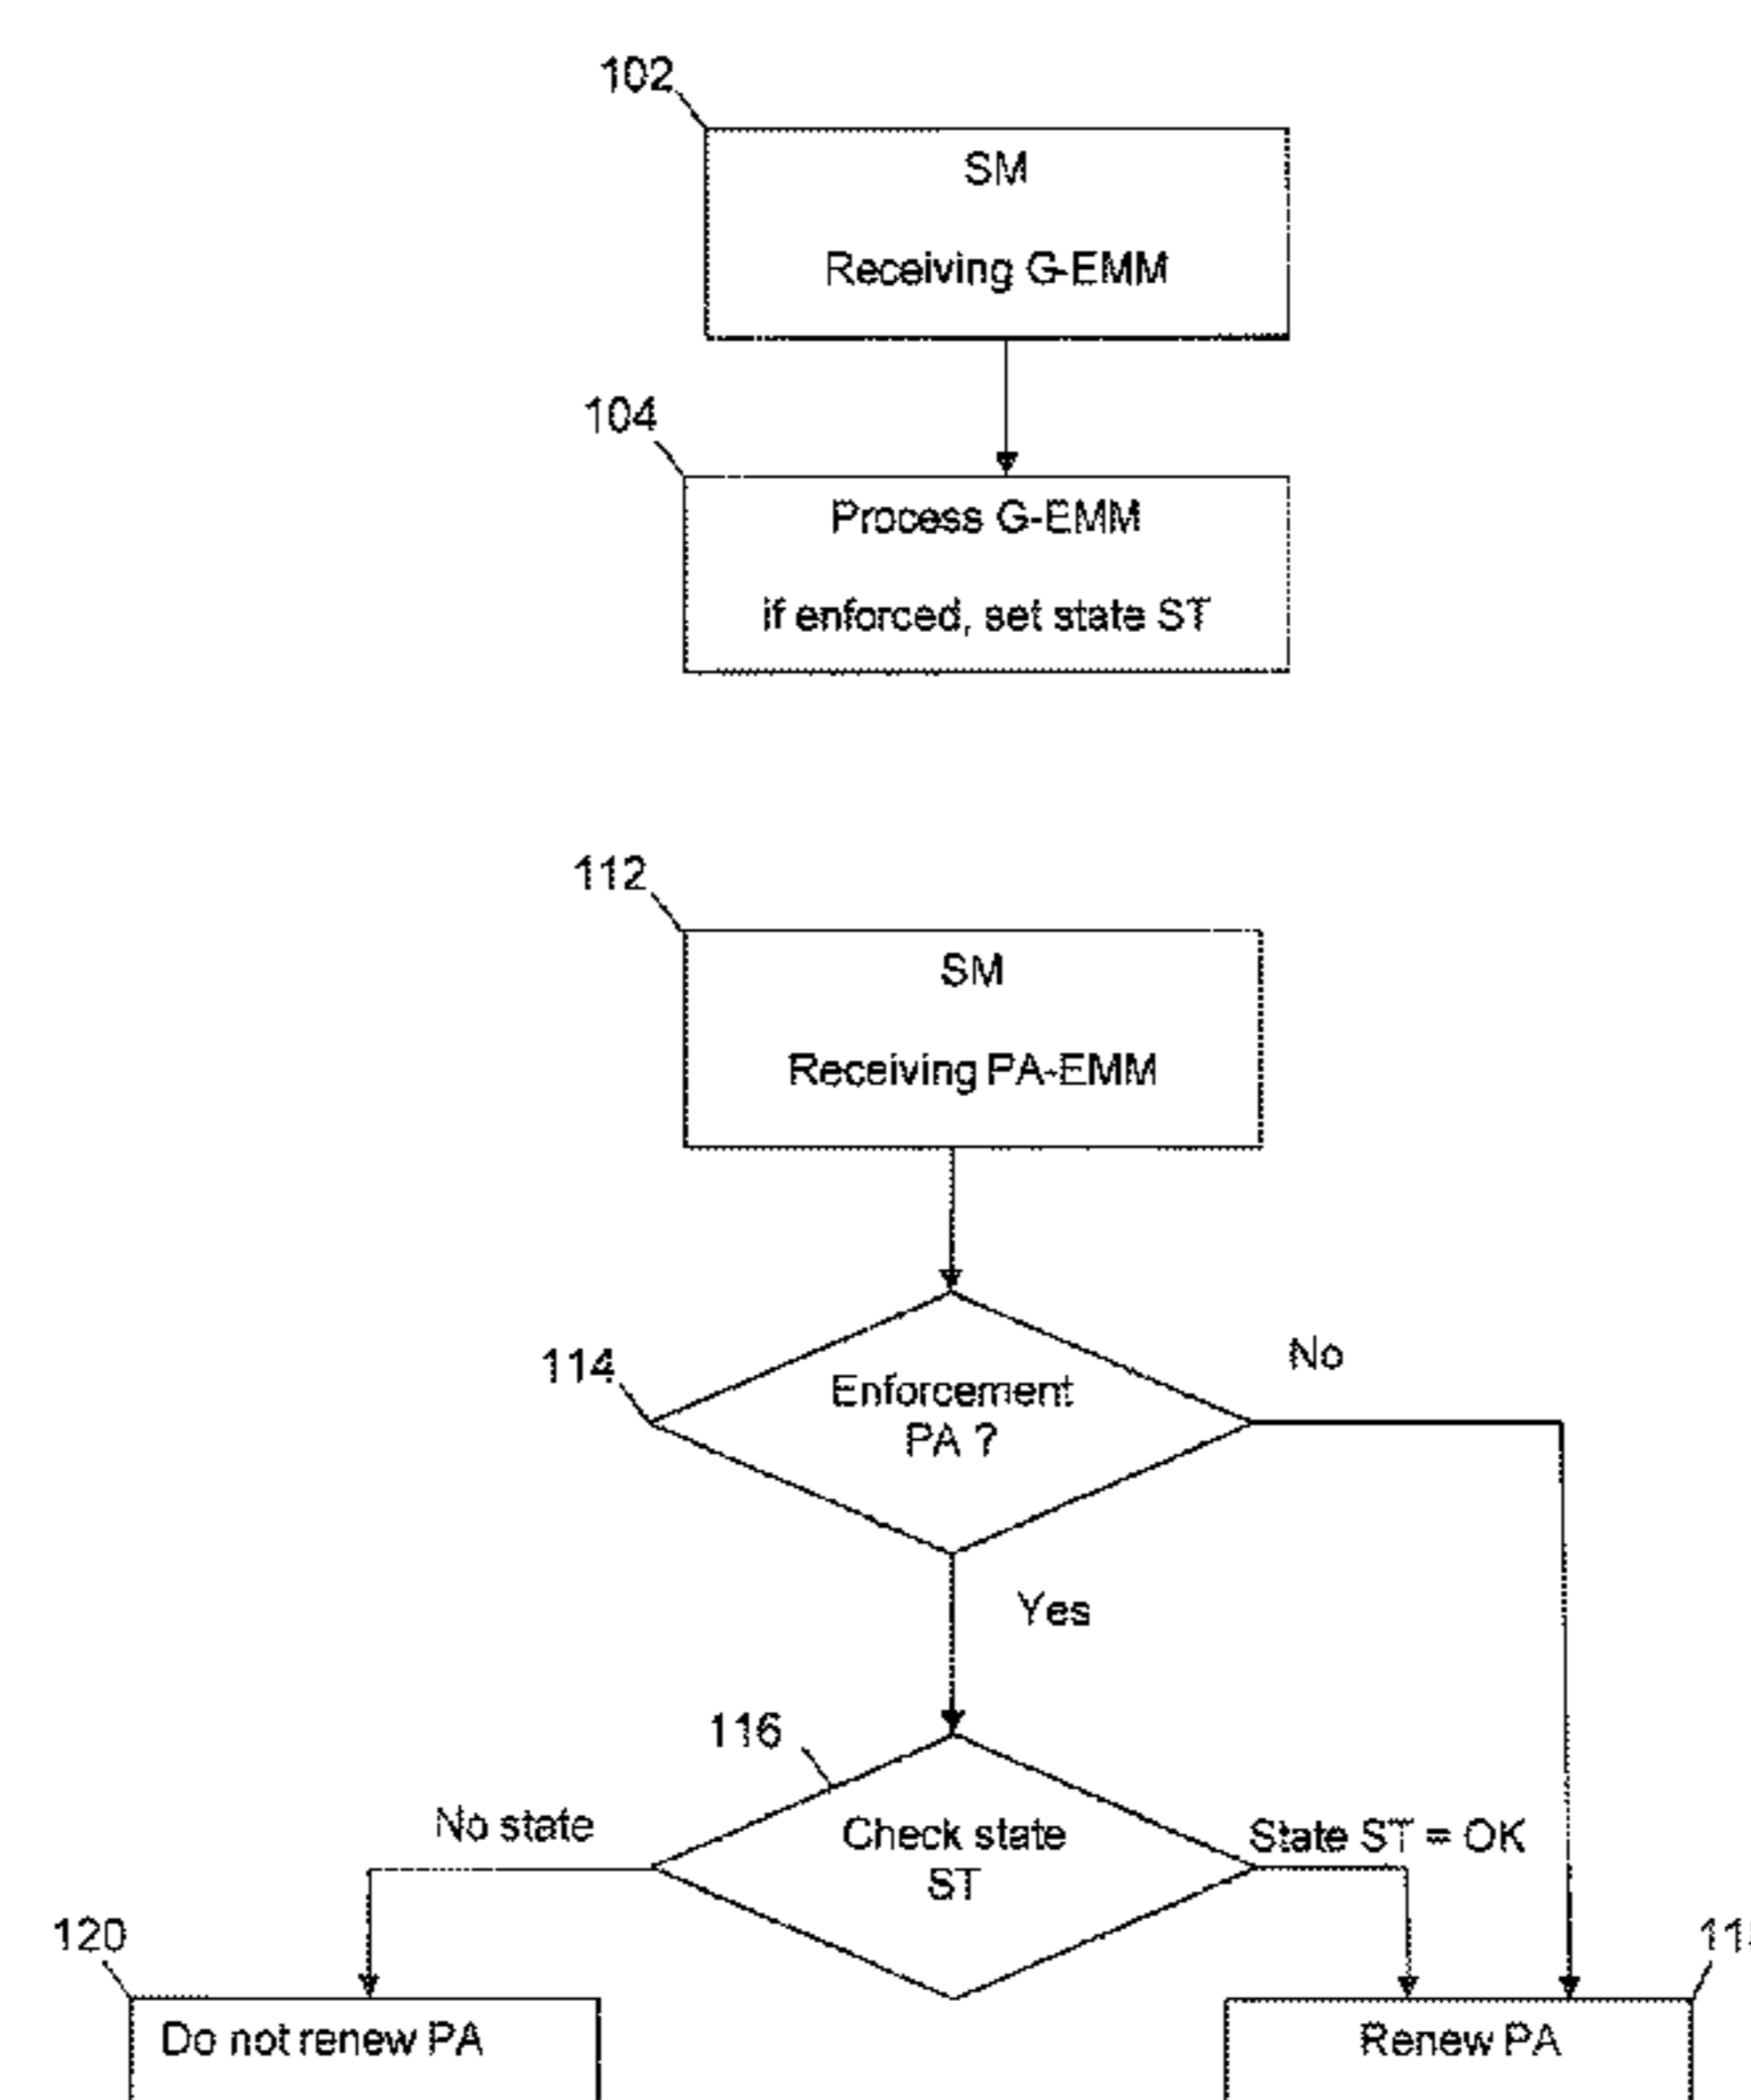 102
SM
Receiving G-EMM
104
Process G-EMM
if enforced, set state ST
112
SM
Receiving PA-EMM
114
Enforcement
PA ?
No
Yes
116
No state
Check state
ST
State ST = OK
120
Do not renew PA
Renew PA